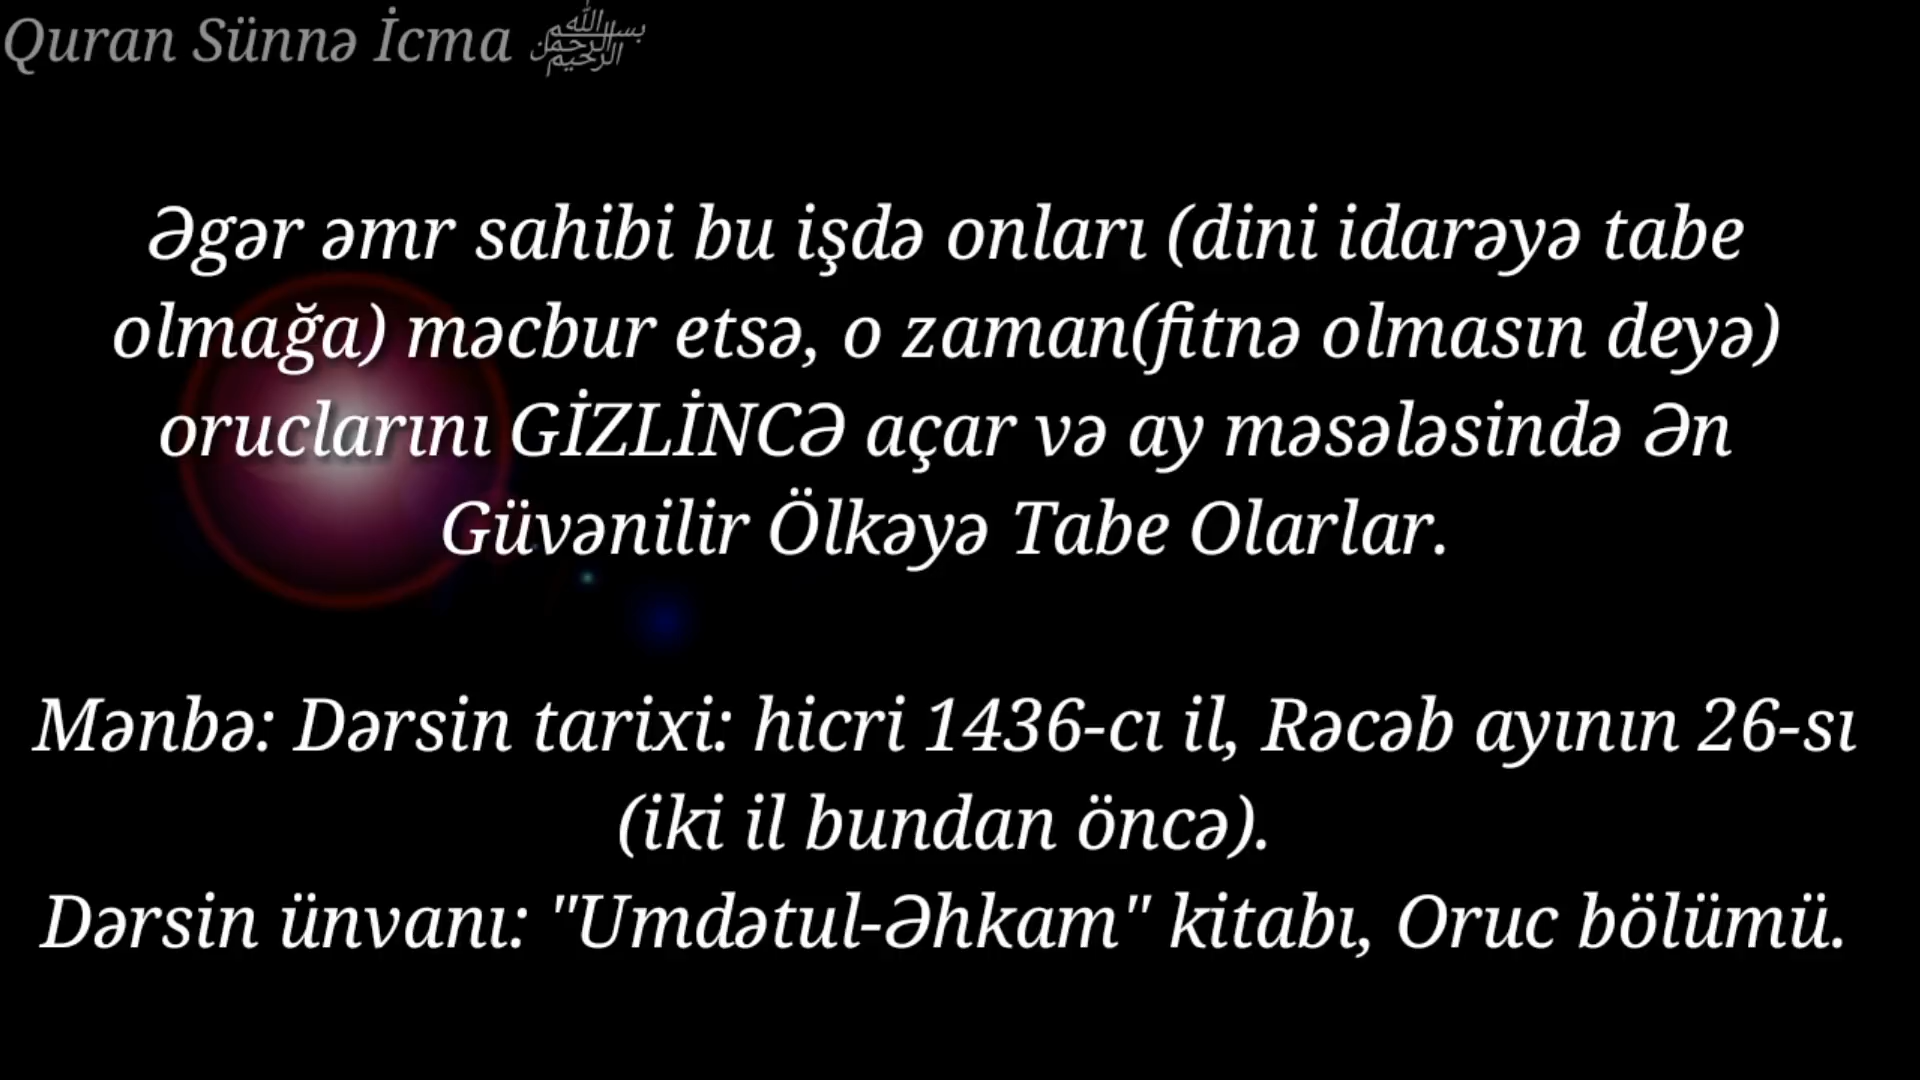 Quran Sünnə İcma ﷽
Əgər əmr sahibi bu işdə onları (dini idarəyə tabe
olmağa) məcbur etsə, o zaman(fitnə olmasın deyə)
oruclarını GİZLİNCƏ açar və ay məsələsində Ən
Güvənilir Ölkəyə Tabe Olarlar.
Mənbə: Dərsin tarixi: hicri 1436-cı il, Rəcəb ayının 26-sı
(iki il bundan öncə).
Dərsin ünvanı: "Umdətul-Əhkam" kitabı, Oruc bölümü.